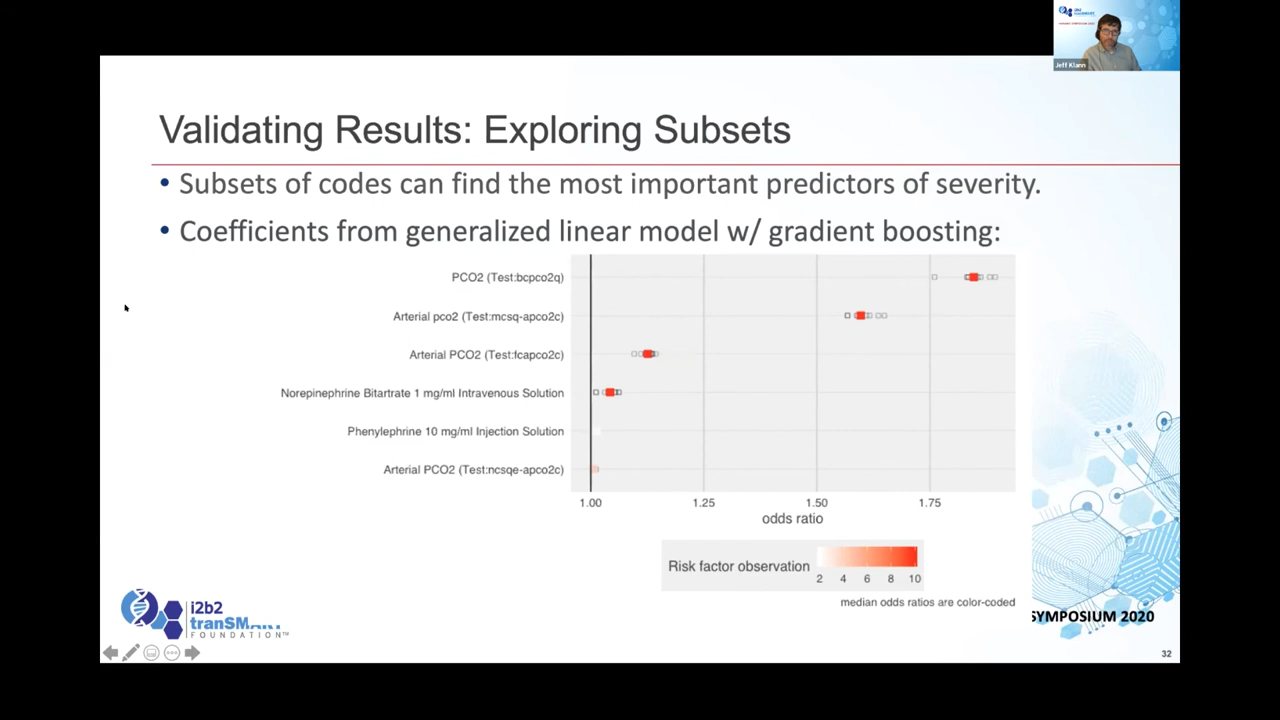 Jeff Klann
Validating Results: Exploring Subsets
• Subsets of codes can find the most important predictors of severity.
• Coefficients from generalized linear model w/ gradient boosting:
PCO2 (Test:bcpco2q)
Arterial pco2 (Test:mcsq-apco2c)
Arterial PCO2 (Test:fcapco2c)
Norepinephrine Bitartrate 1 mg/ml Intravenous Solution
Phenylephrine 10 mg/ml Injection Solution
Arterial PCO2 (Test:ncsqe-apco2c)
1.00 1.25 1.50 1.75
odds ratio
Risk factor observation
2 4 6 8 10
median odds ratios are color-coded
i2b2
tranSMART
FOUNDATION™
SYMPOSIUM 2020
32